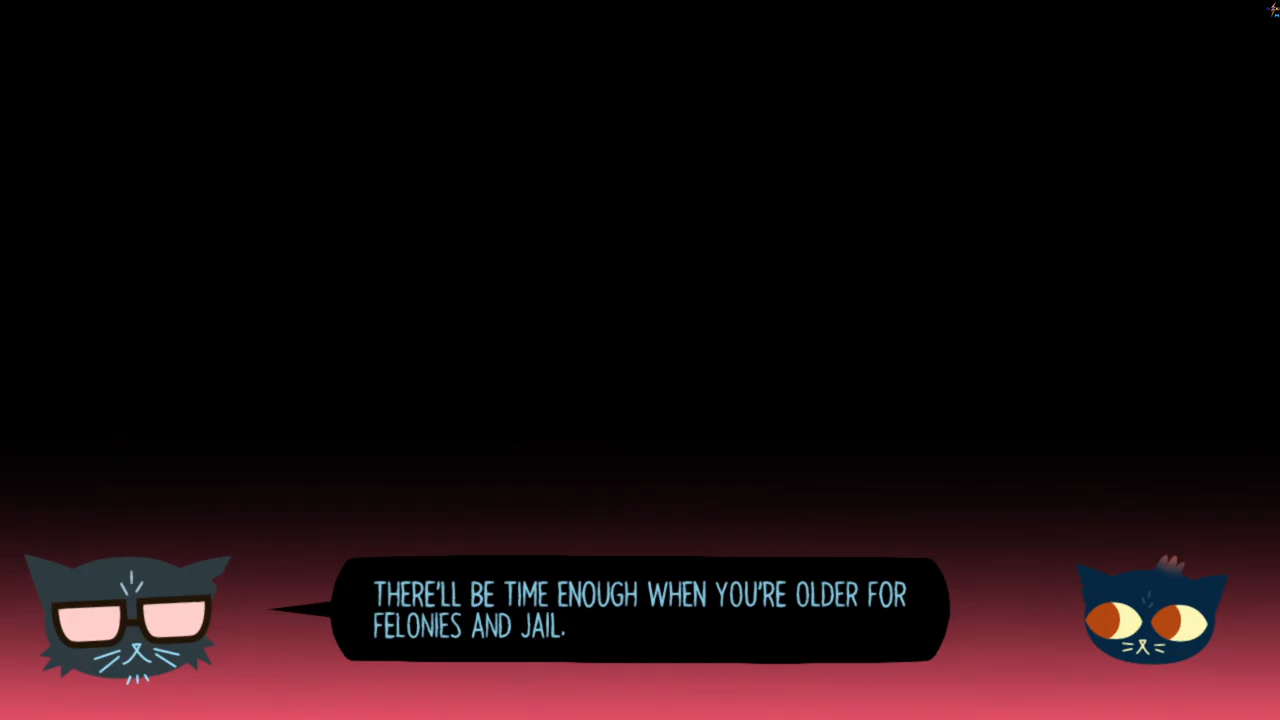 THERE'LL BE TIME ENOUGH WHEN YOU'RE OLDER FOR
FELONIES AND JAIL.